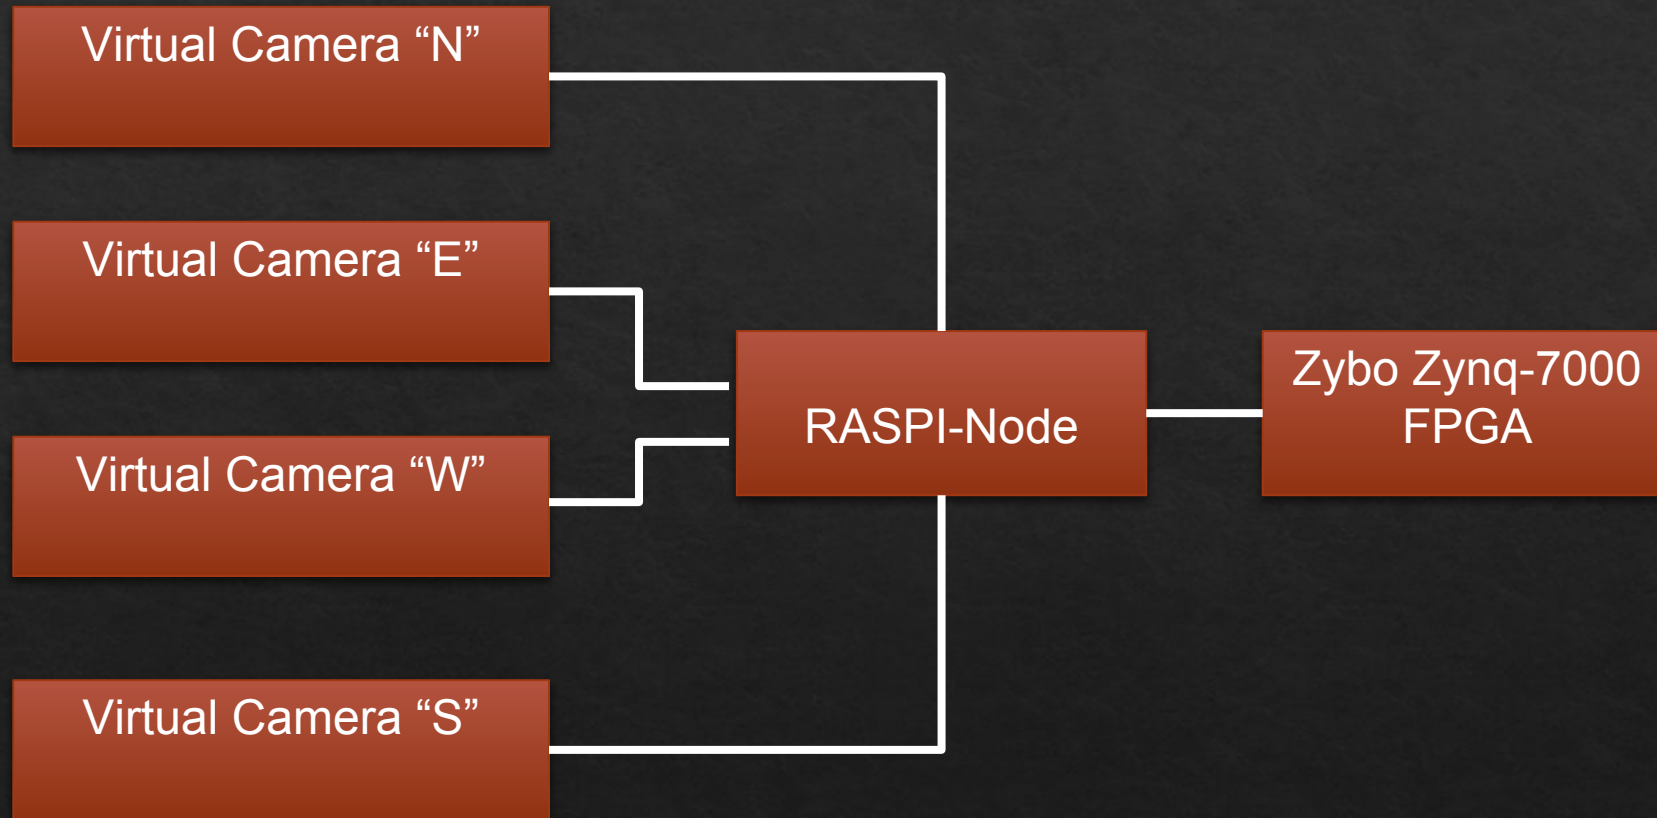 Virtual Camera “N”
Virtual Camera “E”
Virtual Camera “W”
Virtual Camera “S”
RASPI-Node
Zybo Zynq-7000
FPGA